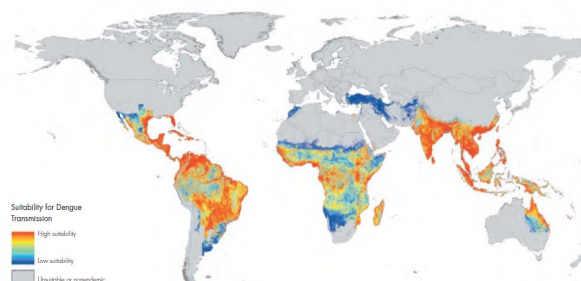 Suitability for Dengue
Transmission
High suitability
Low suitability
Unsuitable or nonendemic